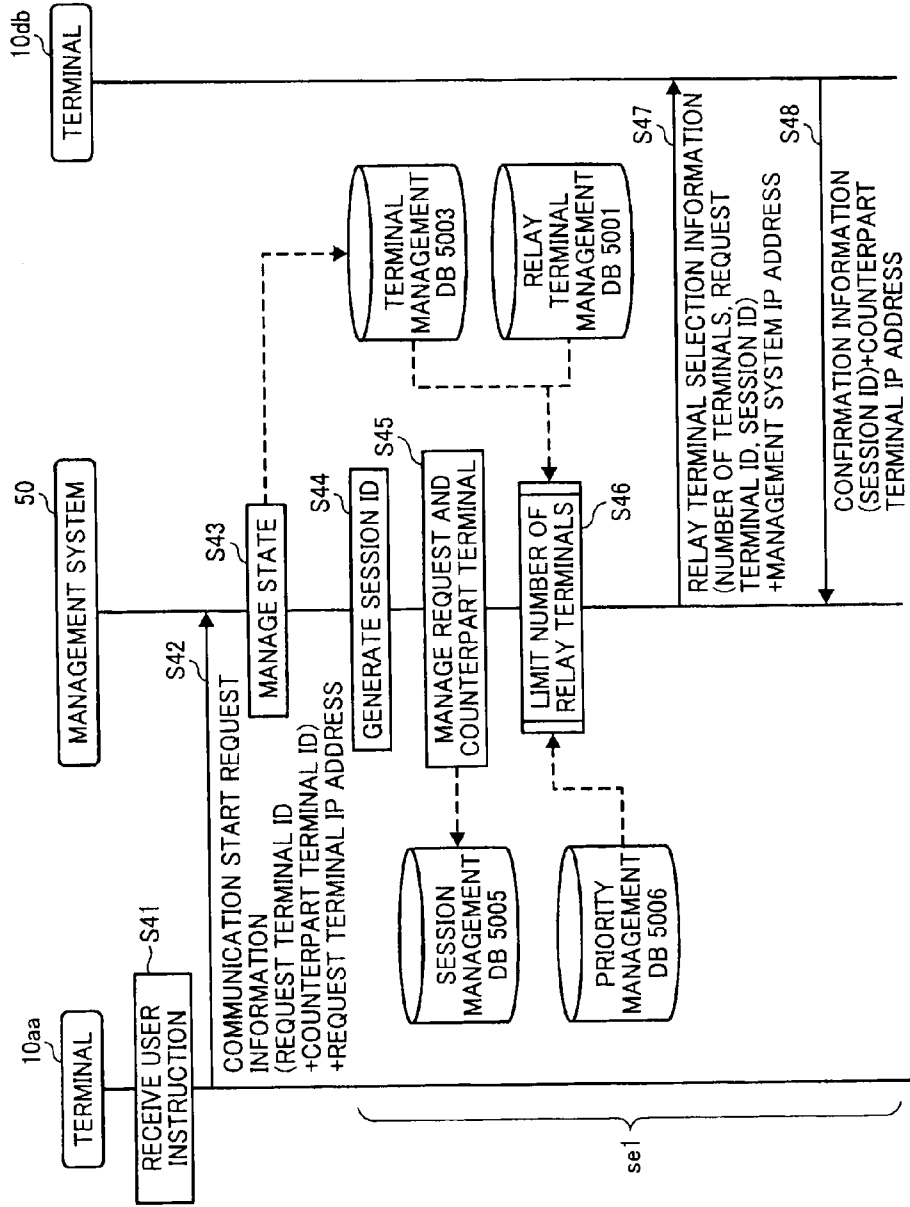 10aa
TERMINAL
50
MANAGEMENT SYSTEM
10db
TERMINAL
RECEIVE USER
INSTRUCTION
S41
S42
COMMUNICATION START REQUEST
INFORMATION
(REQUEST TERMINAL ID
+COUNTERPART TERMINAL ID)
+REQUEST TERMINAL IP ADDRESS
S43
MANAGE STATE
S44
GENERATE SESSION ID
TERMINAL
MANAGEMENT
DB 5003
S45
MANAGE REQUEST AND
COUNTERPART TERMINAL
SESSION
MANAGEMENT
DB 5005
RELAY
TERMINAL
MANAGEMENT
DB 5001
LIMIT NUMBER OF
RELAY TERMINALS
S46
PRIORITY
MANAGEMENT
DB 5006
se1
S47
RELAY TERMINAL SELECTION INFORMATION
(NUMBER OF TERMINALS, REQUEST
TERMINAL ID, SESSION ID)
+MANAGEMENT SYSTEM IP ADDRESS
S48
CONFIRMATION INFORMATION
(SESSION ID)+COUNTERPART
TERMINAL IP ADDRESS